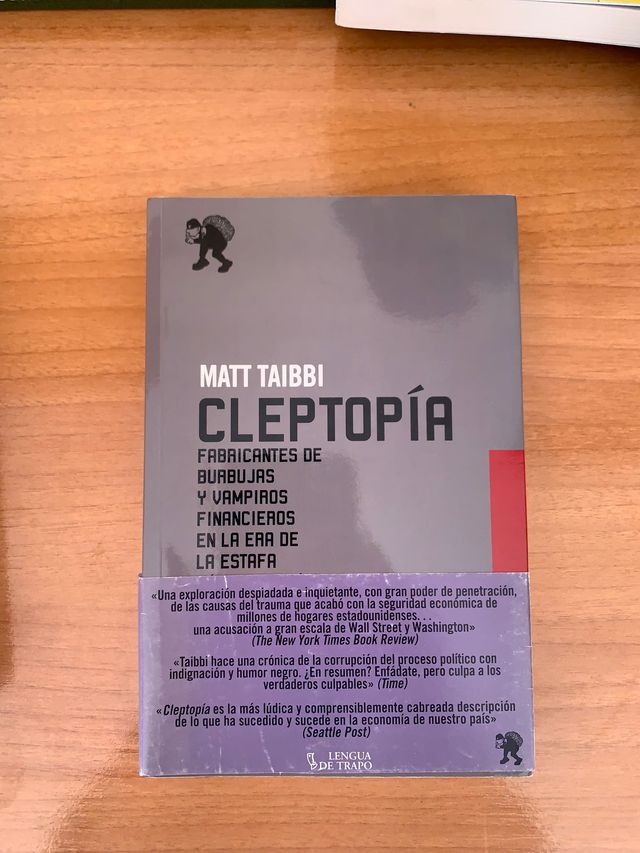 MATT TAIBBI
CLEPTOPÍA
FABRICANTES DE
BURBUJAS
Y VAMPIROS
FINANCIEROS
EN LA ERA DE
LA ESTAFA
«Una exploración despiadada e inquietante, con gran poder de penetración,
de las causas del trauma que acabó con la seguridad económica de
millones de hogares estadounidenses...
una acusación a gran escala de Wall Street y Washington»
(The New York Times Book Review)
«Taibbi hace una crónica de la corrupción del proceso político con
indignación y humor negro. ¿En resumen? Enfádate, pero culpa a los
verdaderos culpables» (Time)
«Cleptopía es la más lúdica y comprensiblemente cabreada descripción
de lo que ha sucedido y sucede en la economía de nuestro país»
(Seattle Post)
LENGUA
DE TRAPO